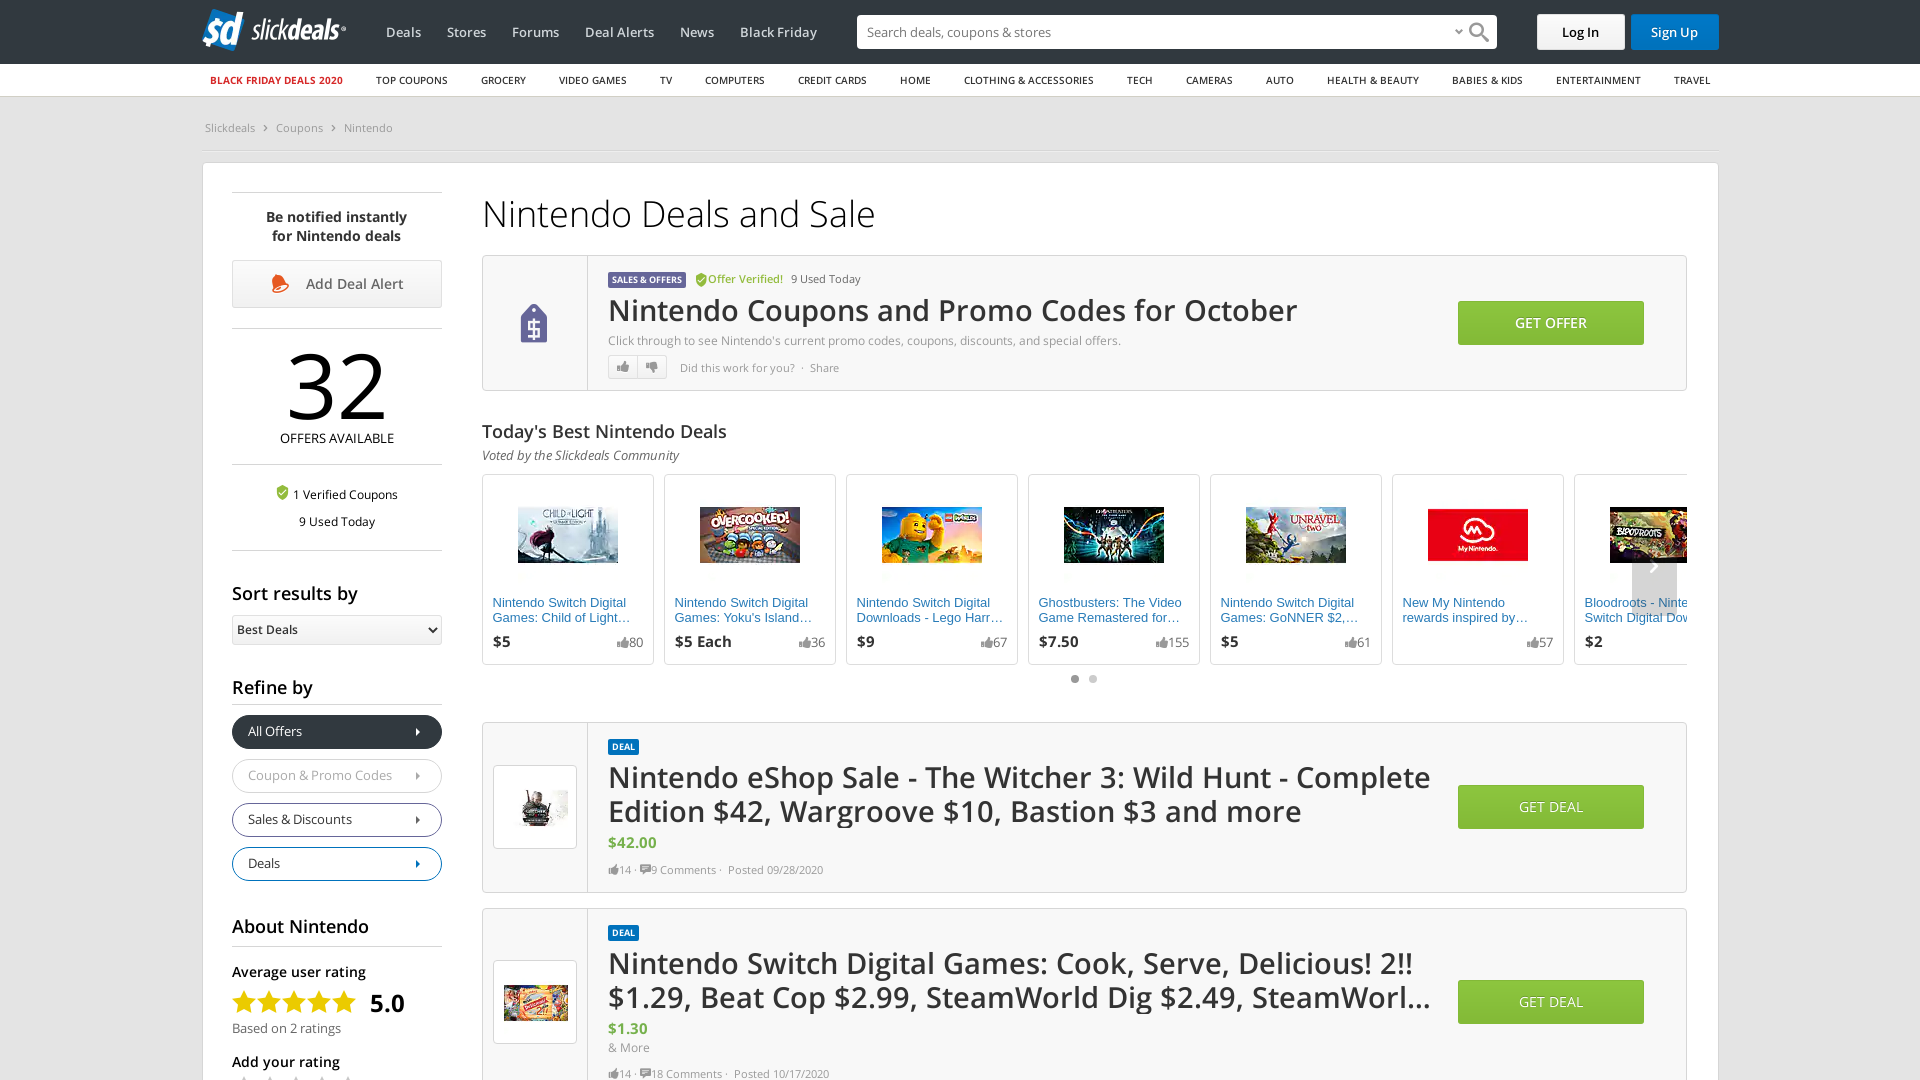 sd slickdeals
Deals
Stores
Forums
Deal Alerts
News
Black Friday
Search deals, coupons & stores
Log In
Sign Up
BLACK FRIDAY DEALS 2020
TOP COUPONS
GROCERY
VIDEO GAMES
TV
COMPUTERS
CREDIT CARDS
HOME
CLOTHING & ACCESSORIES
TECH
CAMERAS
AUTO
HEALTH & BEAUTY
BABIES & KIDS
ENTERTAINMENT
TRAVEL
Slickdeals > Coupons > Nintendo
Be notified instantly
for Nintendo deals
Add Deal Alert
32
OFFERS AVAILABLE
1 Verified Coupons
9 Used Today
Sort results by
Best Deals
Refine by
All Offers
Coupon & Promo Codes
Sales & Discounts
Deals
About Nintendo
Average user rating
5.0
Based on 2 ratings
Add your rating
Nintendo Deals and Sale
SALES & OFFERS Offer Verified! 9 Used Today
Nintendo Coupons and Promo Codes for October
Click through to see Nintendo's current promo codes, coupons, discounts, and special offers.
Did this work for you? · Share
GET OFFER
Today's Best Nintendo Deals
Voted by the Slickdeals Community
CHILD of LIGHT
Nintendo Switch Digital
Games: Child of Light…
$5
80
OVERCOOKED!
SPECIAL EDITION
Nintendo Switch Digital
Games: Yoku's Island…
$5 Each
36
Nintendo Switch Digital
Downloads - Lego Harr…
$9
67
Ghostbusters: The Video
Game Remastered for…
$7.50
155
UNRAVEL
TWO
Nintendo Switch Digital
Games: GoNNER $2,…
$5
61
My Nintendo.
New My Nintendo
rewards inspired by…
57
BLOODROOTS
Bloodroots - Ninte
Switch Digital Dow
$2
DEAL
Nintendo eShop Sale - The Witcher 3: Wild Hunt - Complete
Edition $42, Wargroove $10, Bastion $3 and more
$42.00
14 · 9 Comments · Posted 09/28/2020
GET DEAL
DEAL
Nintendo Switch Digital Games: Cook, Serve, Delicious! 2!!
$1.29, Beat Cop $2.99, SteamWorld Dig $2.49, SteamWorl...
$1.30
& More
14 · 18 Comments · Posted 10/17/2020
GET DEAL